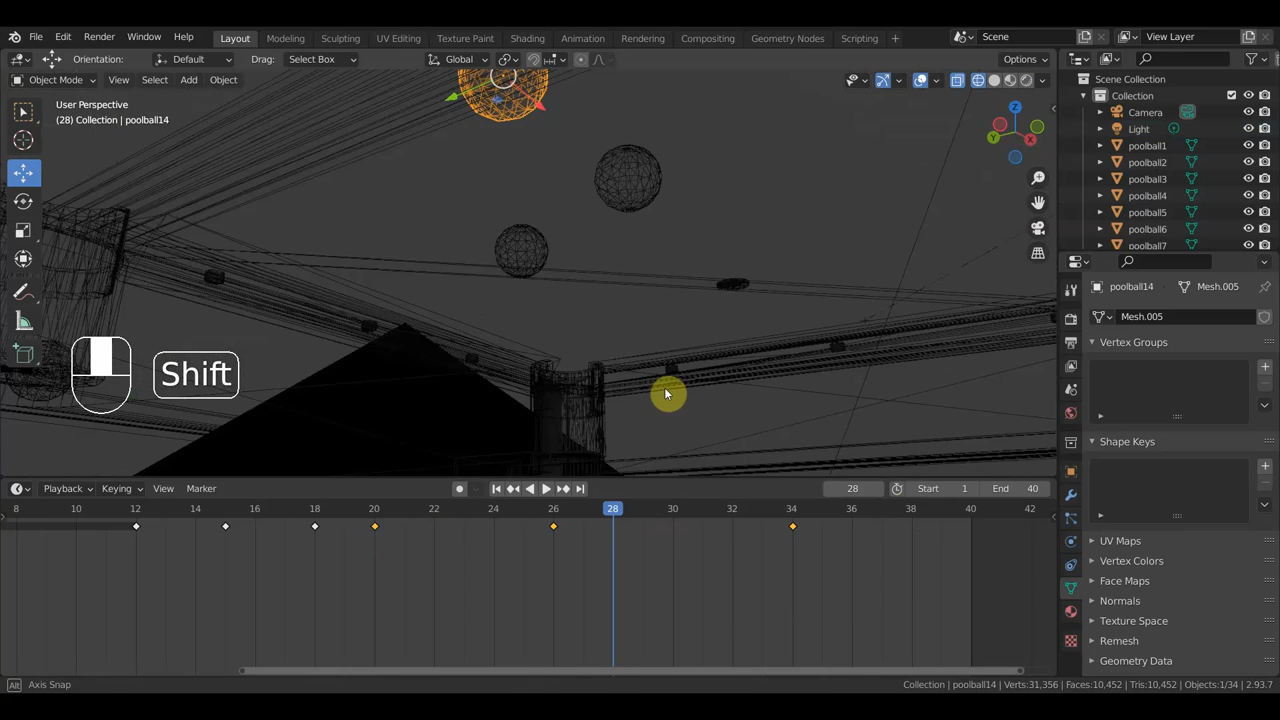 File Edit Render Window Help Layout Modeling Sculpting UV Editing Texture Paint Shading Animation Rendering Compositing Geometry Nodes Scripting + Scene View Layer
Orientation: Default Drag: Select Box Global Options
Object Mode View Select Add Object
User Perspective
(28) Collection | poolball14
Z
Y
X
Scene Collection
Collection
Camera
Light
poolball1
poolball2
poolball3
poolball4
poolball5
poolball6
poolball7
poolball14 Mesh.005
Mesh.005
Vertex Groups
Shape Keys
UV Maps
Vertex Colors
Face Maps
Normals
Texture Space
Remesh
Geometry Data
Shift
Playback Keying View Marker 28 Start 1 End 40
8 10 12 14 16 18 20 22 24 26 28 30 32 34 36 38 40 42
Alt Axis Snap Collection | poolball14 | Verts:31,356 | Faces:10,452 | Tris:10,452 | Objects:1/34 | 2.93.7